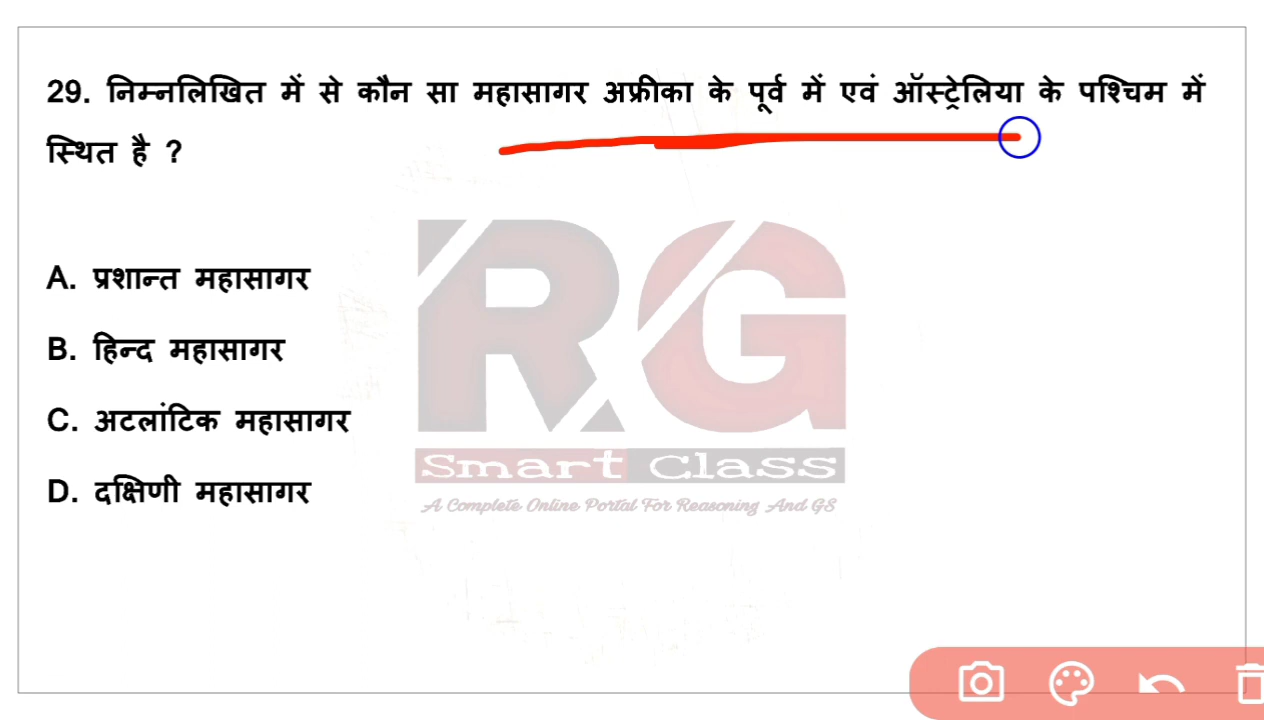 29. निम्नलिखित में से कौन सा महासागर अफ्रीका के पूर्व में एवं ऑस्ट्रेलिया के पश्चिम में
स्थित है ?
A. प्रशान्त महासागर
B. हिन्द महासागर
C. अटलांटिक महासागर
D. दक्षिणी महासागर
RG
Smart Class
A Complete Online Portal For Reasoning And GS